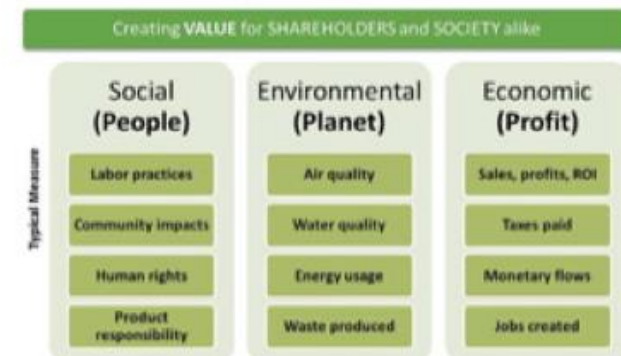 Creating VALUE for SHAREHOLDERS and SOCIETY alike
Social
(People)
Environmental
(Planet)
Economic
(Profit)
Typical Measure
Labor practices
Air quality
Sales, profits, ROI
Community impacts
Water quality
Taxes paid
Human rights
Energy usage
Monetary flows
Product
responsibility
Waste produced
Jobs created